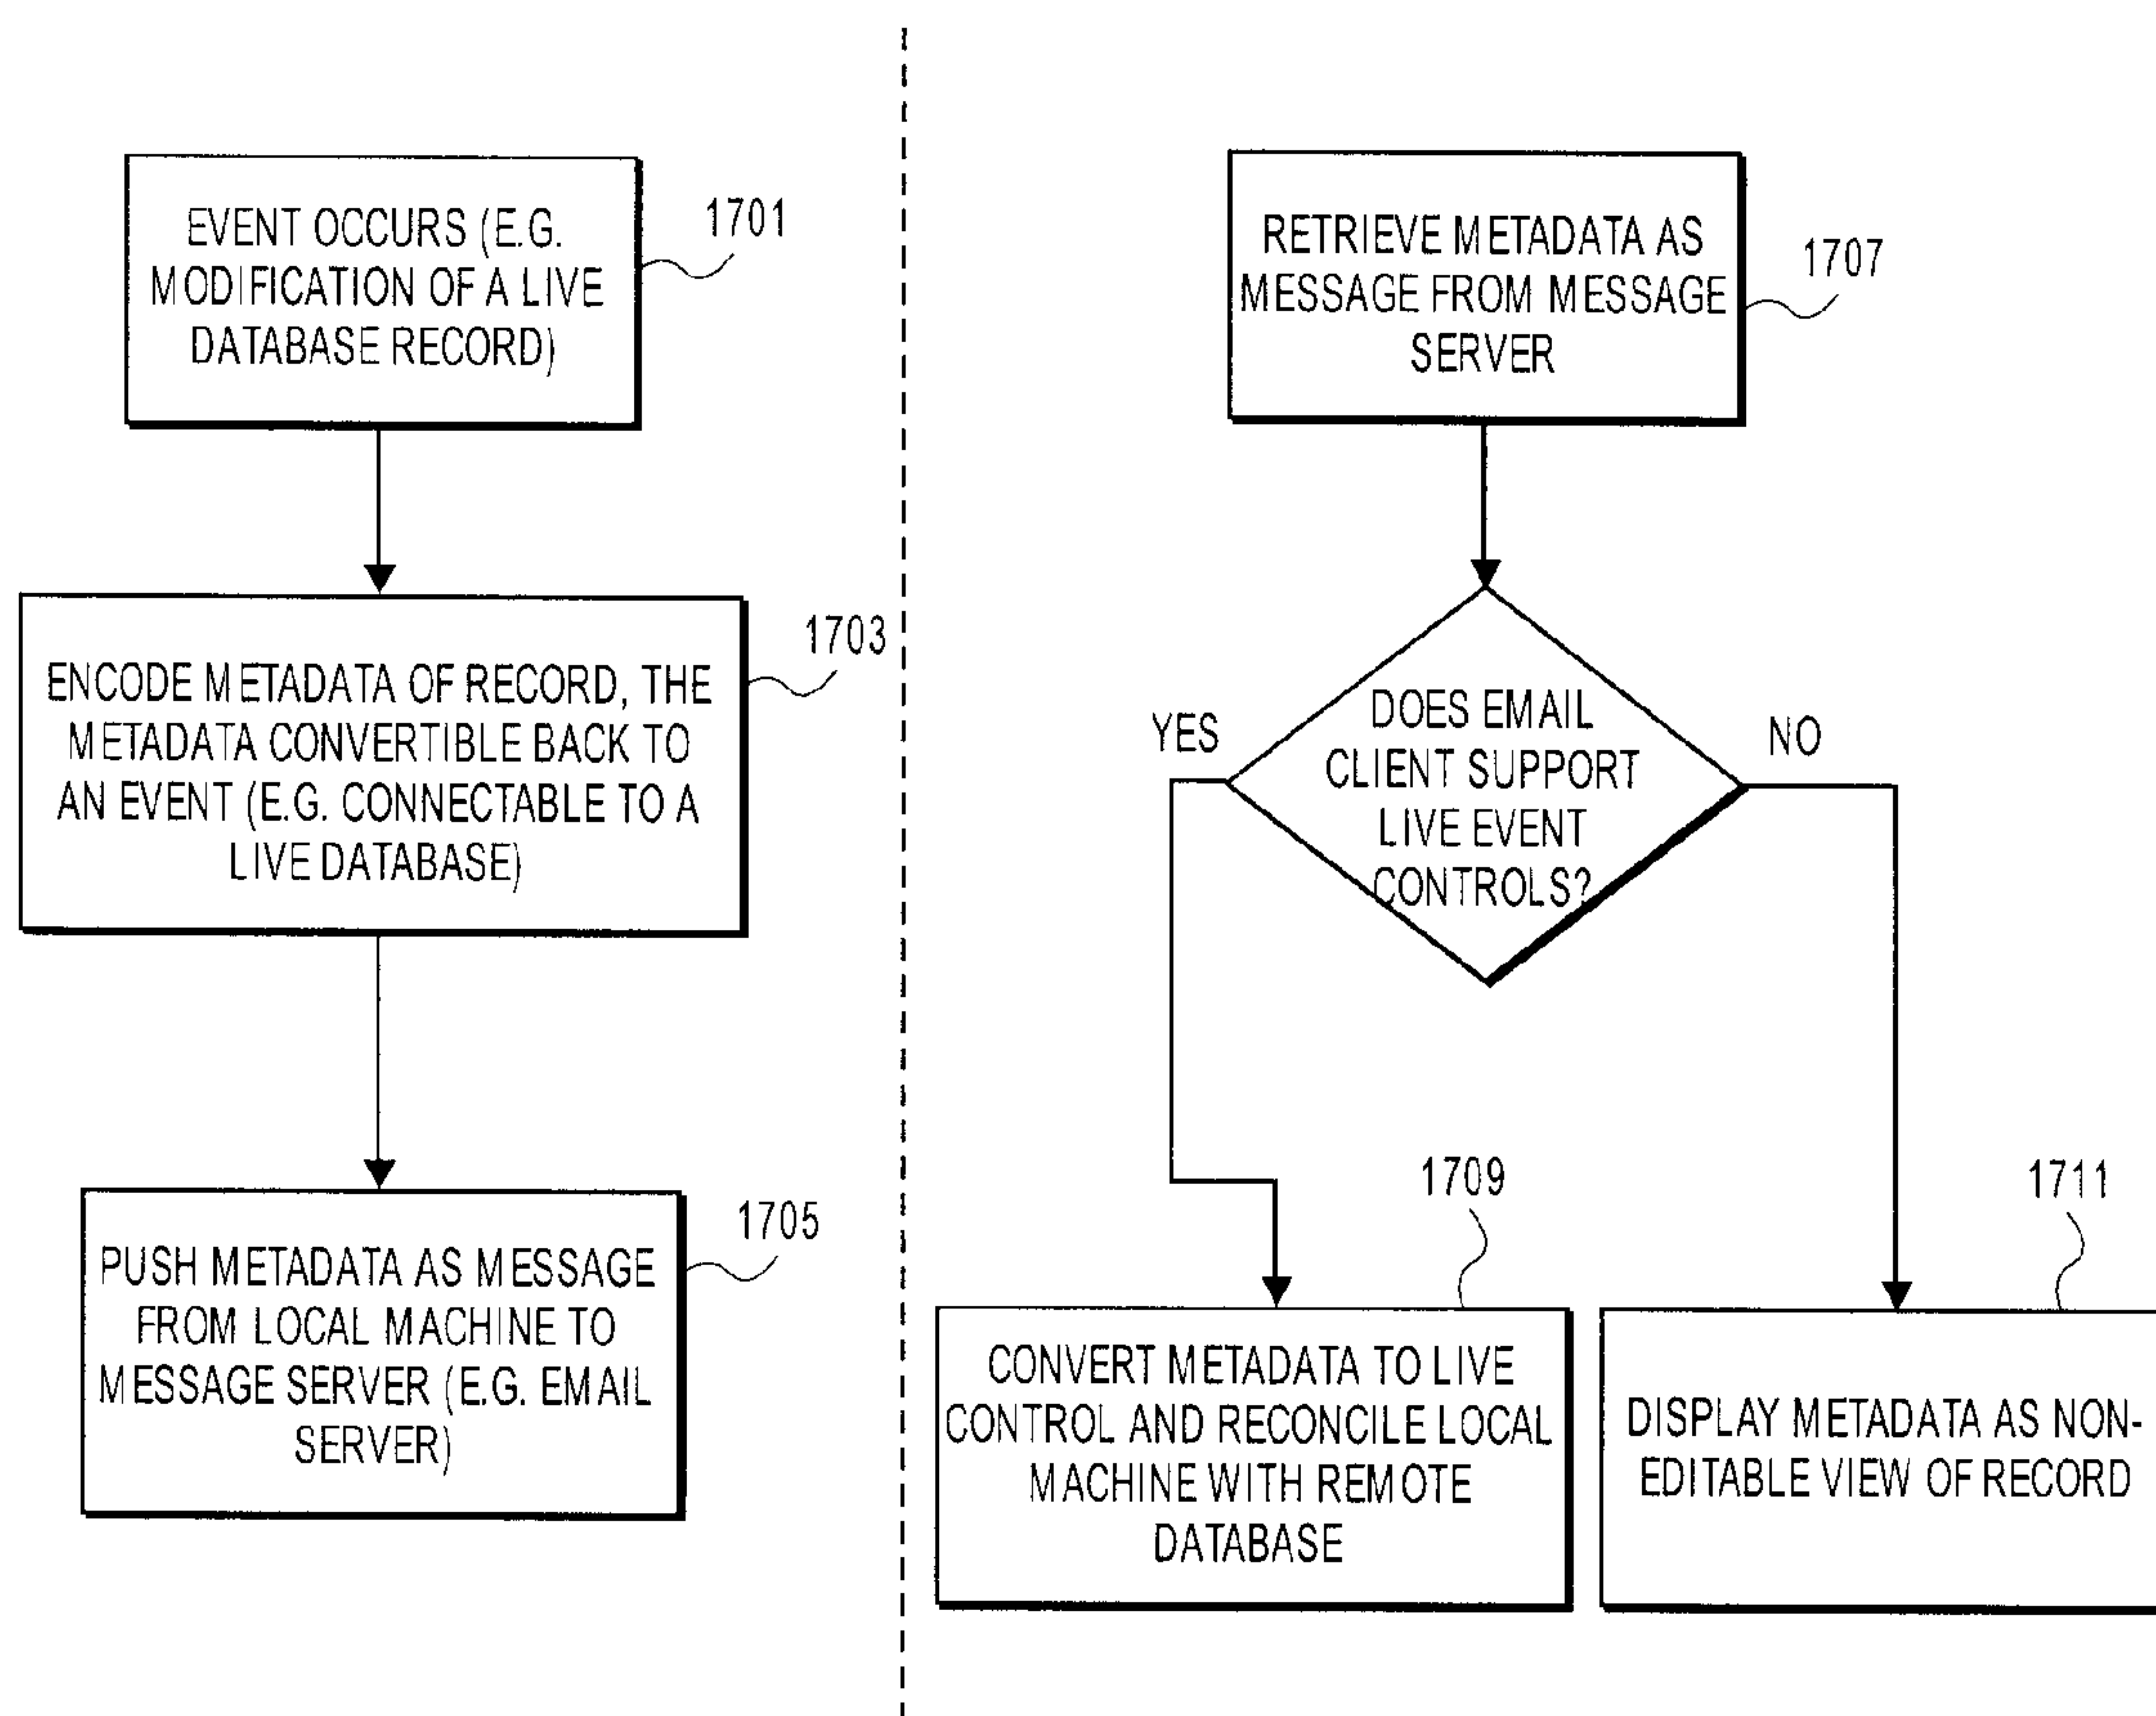 EVENT OCCURS (E.G.
MODIFICATION OF A LIVE
DATABASE RECORD)
1701
ENCODE METADATA OF RECORD, THE
METADATA CONVERTIBLE BACK TO
AN EVENT (E.G. CONNECTABLE TO A
LIVE DATABASE)
1703
PUSH METADATA AS MESSAGE
FROM LOCAL MACHINE TO
MESSAGE SERVER (E.G. EMAIL
SERVER)
1705
RETRIEVE METADATA AS
MESSAGE FROM MESSAGE
SERVER
1707
DOES EMAIL
CLIENT SUPPORT
LIVE EVENT
CONTROLS?
YES
NO
1709
CONVERT METADATA TO LIVE
CONTROL AND RECONCILE LOCAL
MACHINE WITH REMOTE
DATABASE
1711
DISPLAY METADATA AS NON-
EDITABLE VIEW OF RECORD